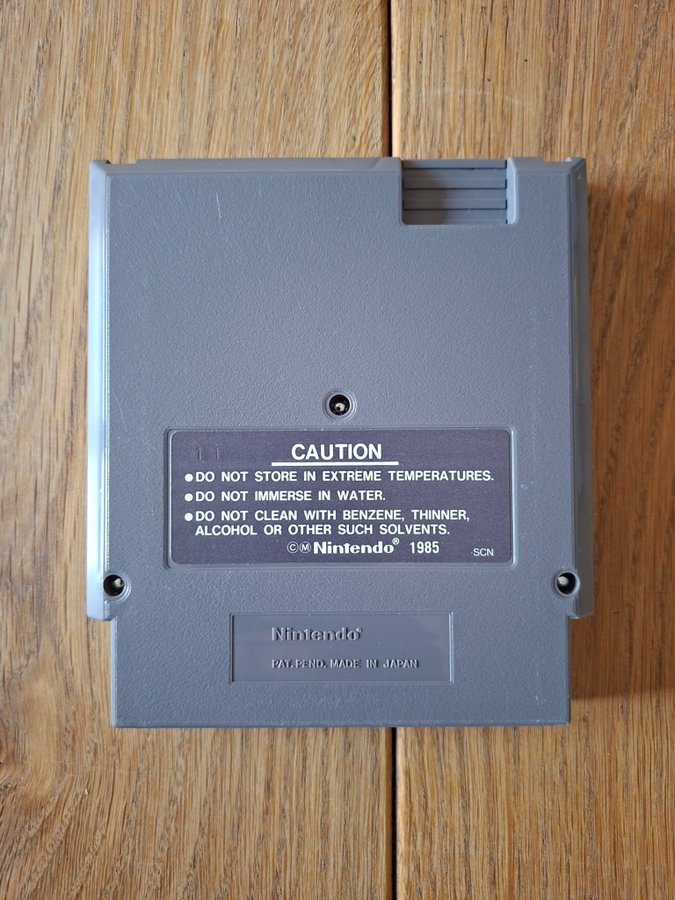 CAUTION
●DO NOT STORE IN EXTREME TEMPERATURES.
●DO NOT IMMERSE IN WATER.
●DO NOT CLEAN WITH BENZENE, THINNER,
ALCOHOL OR OTHER SUCH SOLVENTS.
ⒸⓂNintendo® 1985 SCN
Nintendo®
PAT. PEND. MADE IN JAPAN